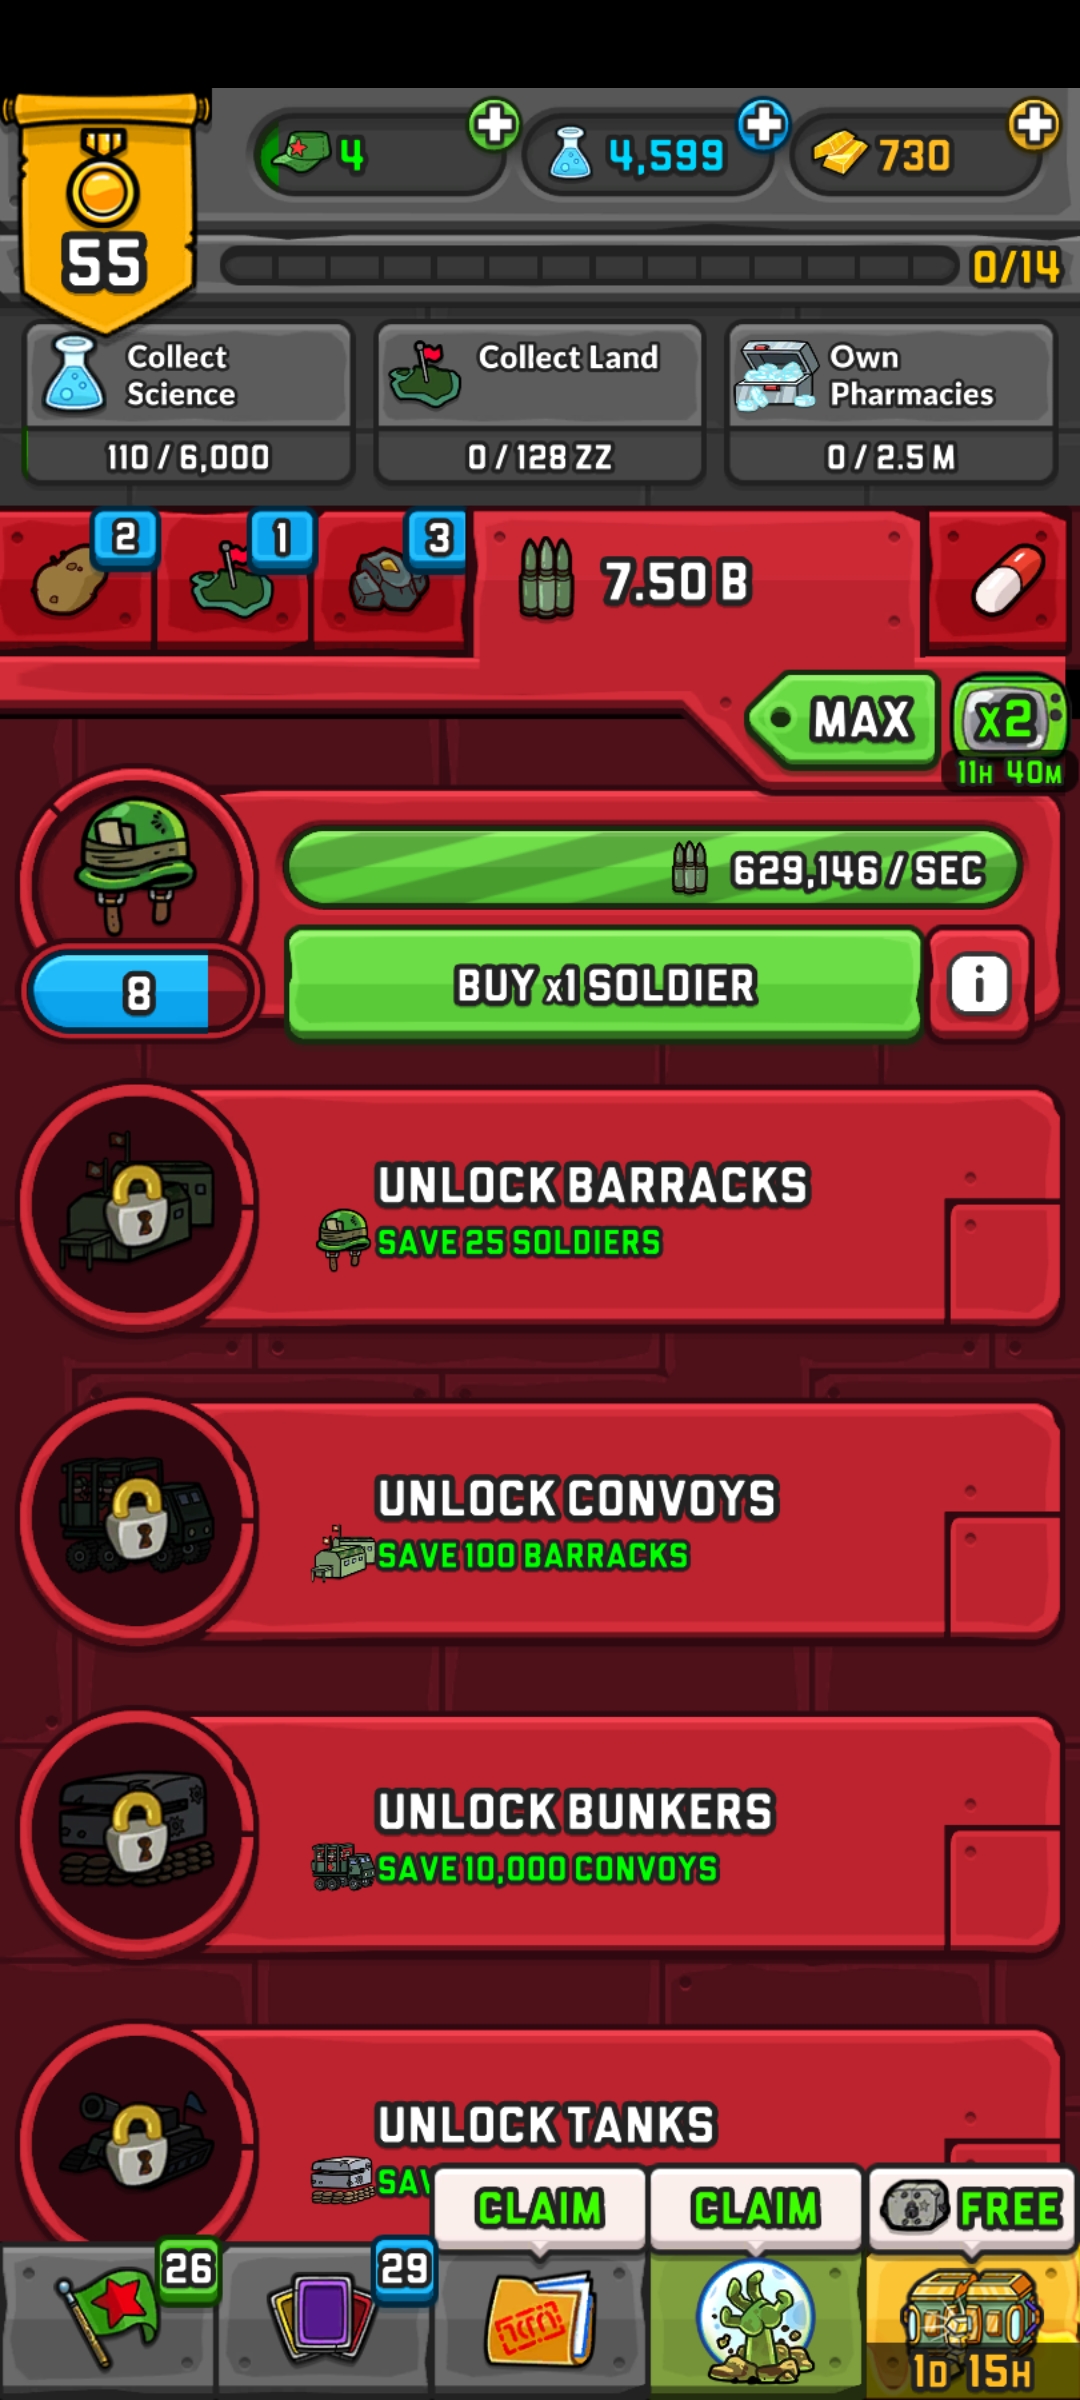 4
4,599
730
55
0/14
Collect
Science
110 / 6,000
Collect Land
0 / 128 ZZ
Own
Pharmacies
0 / 2.5 M
2
1
3
7.50 B
MAX
x2
11H 40M
629,146 / SEC
8
BUY x1 SOLDIER
i
UNLOCK BARRACKS
SAVE 25 SOLDIERS
UNLOCK CONVOYS
SAVE 100 BARRACKS
UNLOCK BUNKERS
SAVE 10,000 CONVOYS
UNLOCK TANKS
CLAIM
CLAIM
FREE
26
29
1D 15H